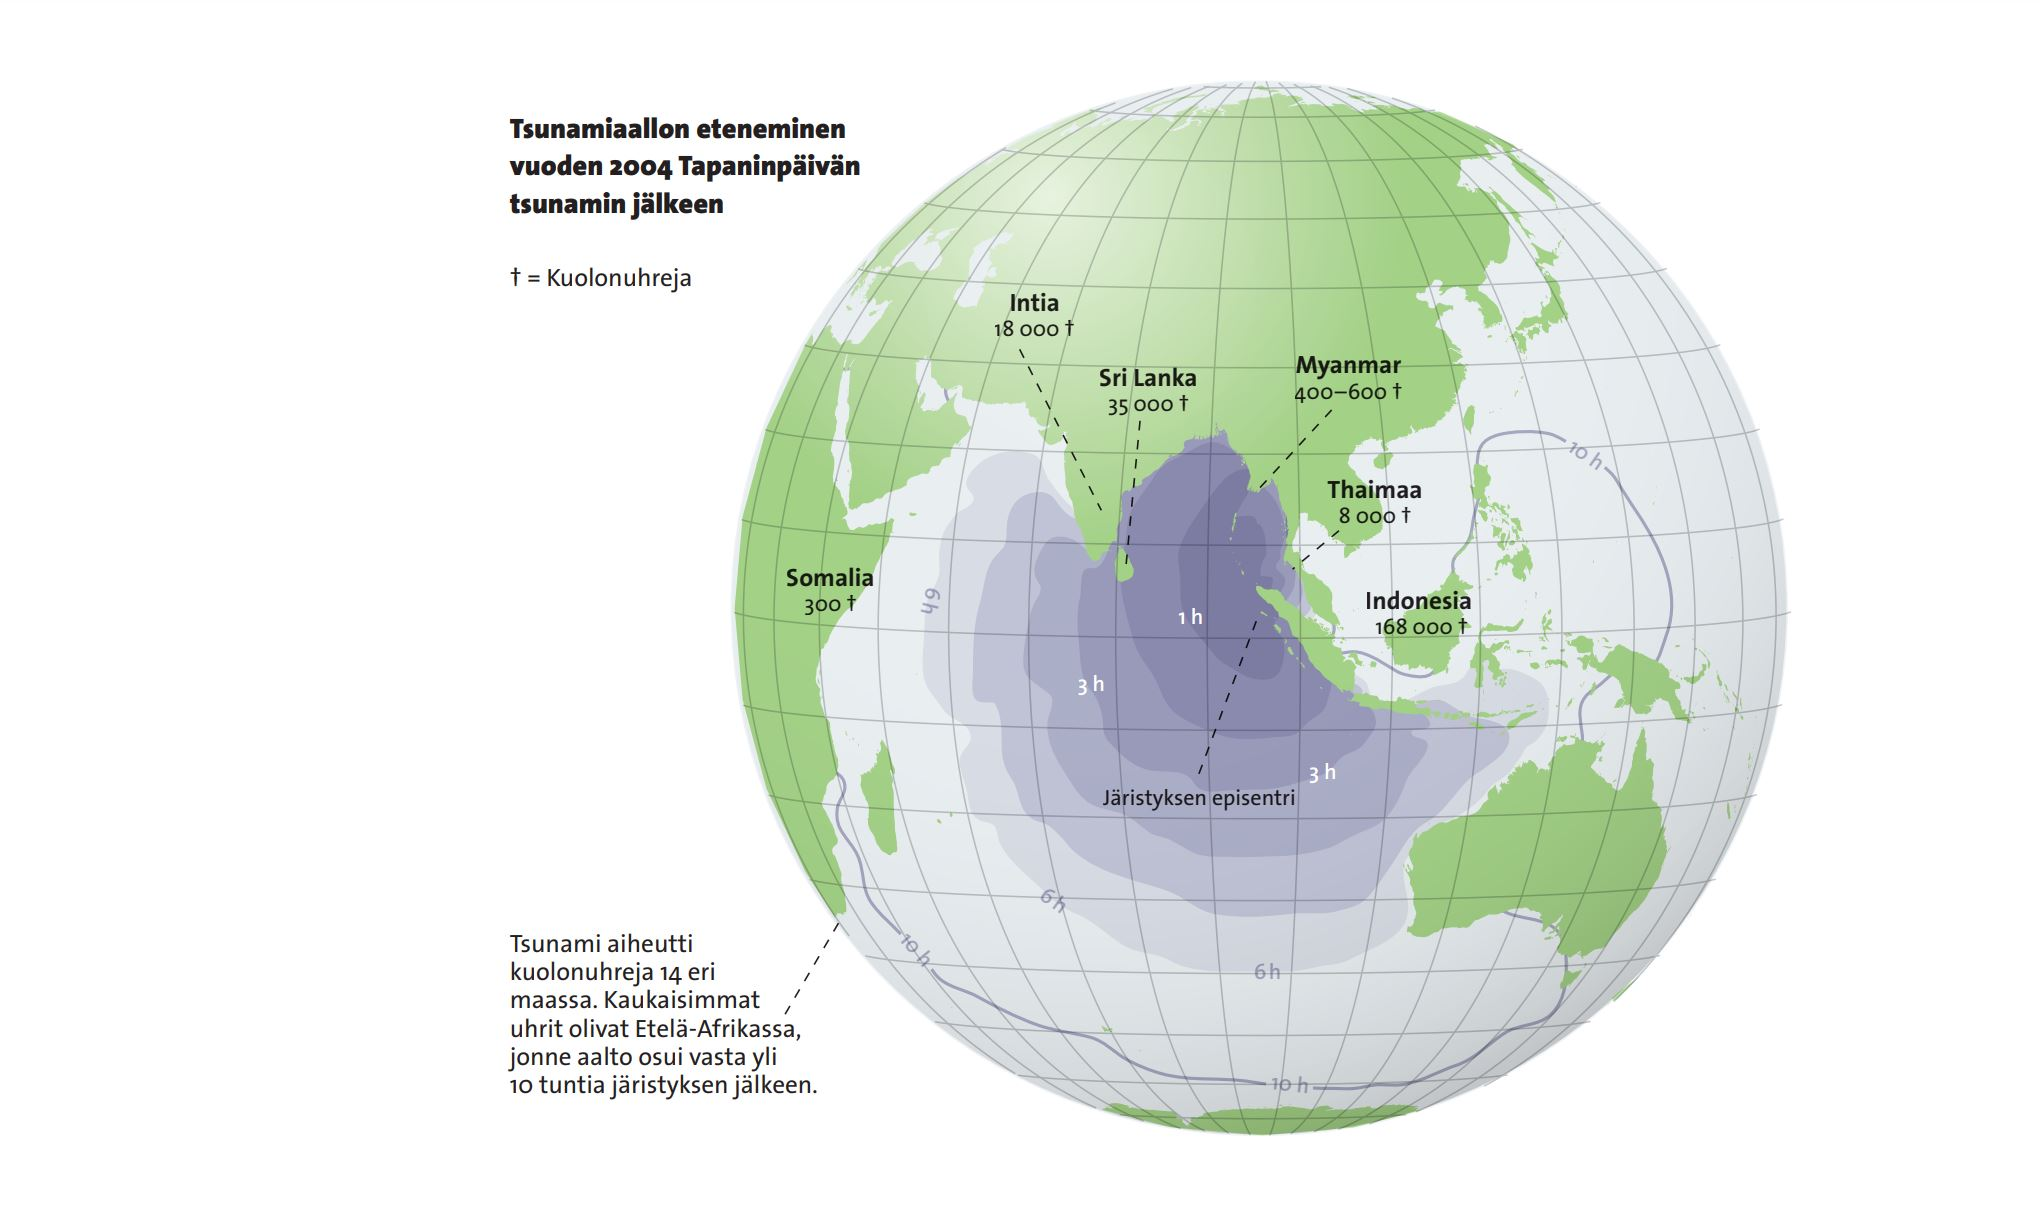 Tsunamiaallon eteneminen
vuoden 2004 Tapaninpäivän
tsunamin jälkeen
† = Kuolonuhreja
Intia
18 000 †
Sri Lanka
35 000 †
Myanmar
400–600 †
10 h
Thaimaa
8 000 †
Somalia
300 †
6 h
1 h
Indonesia
168 000 †
3 h
3 h
Järistyksen episentri
6 h
10 h
6 h
10 h
Tsunami aiheutti
kuolonuhreja 14 eri
maassa. Kaukaisimmat
uhrit olivat Etelä-Afrikassa,
jonne aalto osui vasta yli
10 tuntia järistyksen jälkeen.